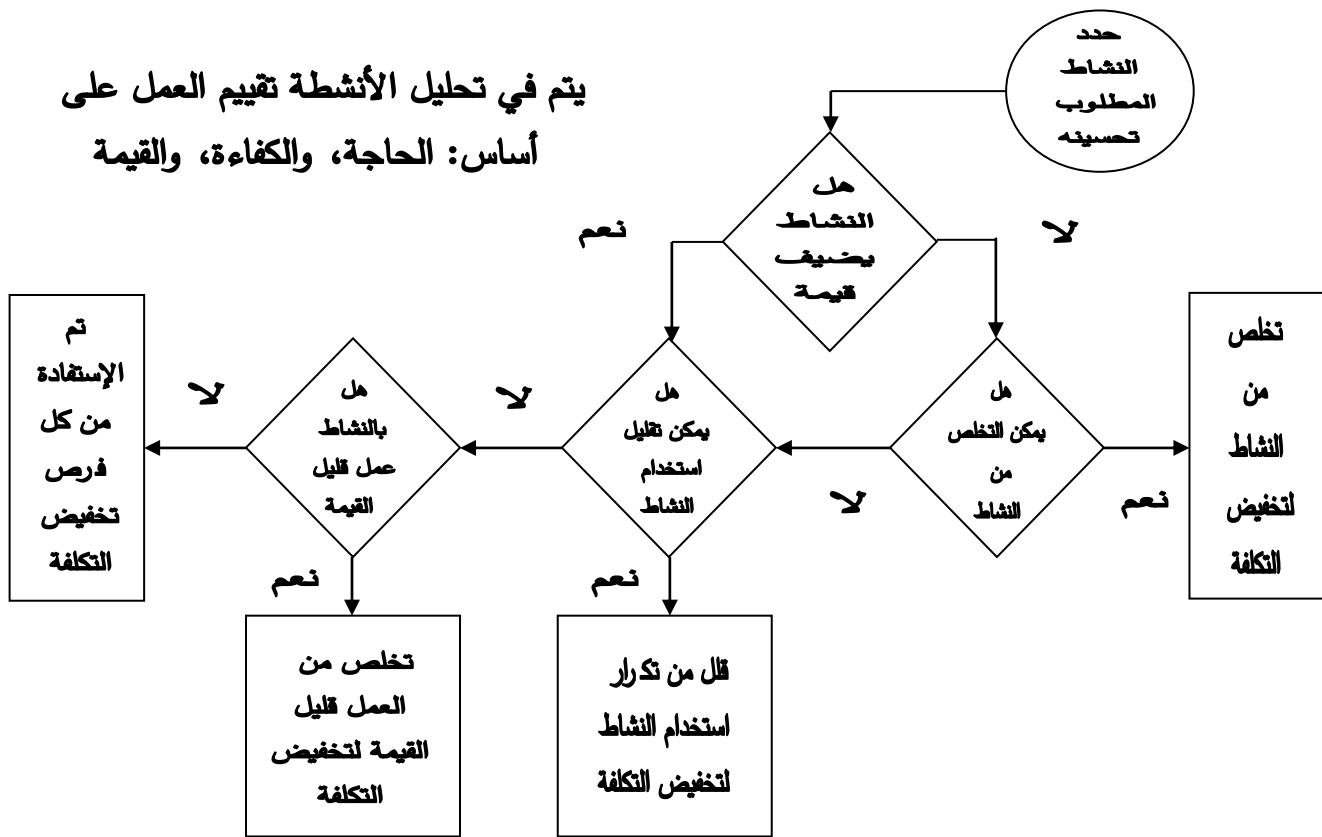 يتم في تحليل الأنشطة تقييم العمل على
أساس: الحاجة، والكفاءة، والقيمة
حدد
النشاط
المطلوب
تحسينه
هل
النشاط
يضيف
قيمة
لا
نعم
هل
يمكن التخلص
من
النشاط
نعم
تخلص
من
النشاط
لتخفيض
التكلفة
لا
هل
يمكن تقليل
استخدام
النشاط
نعم
قلل من تكرار
استخدام النشاط
لتخفيض التكلفة
لا
هل
بالنشاط
عمل قليل
القيمة
نعم
تخلص من
العمل قليل
القيمة لتخفيض
التكلفة
لا
تم
الإستفادة
من كل
فرص
تخفيض
التكلفة